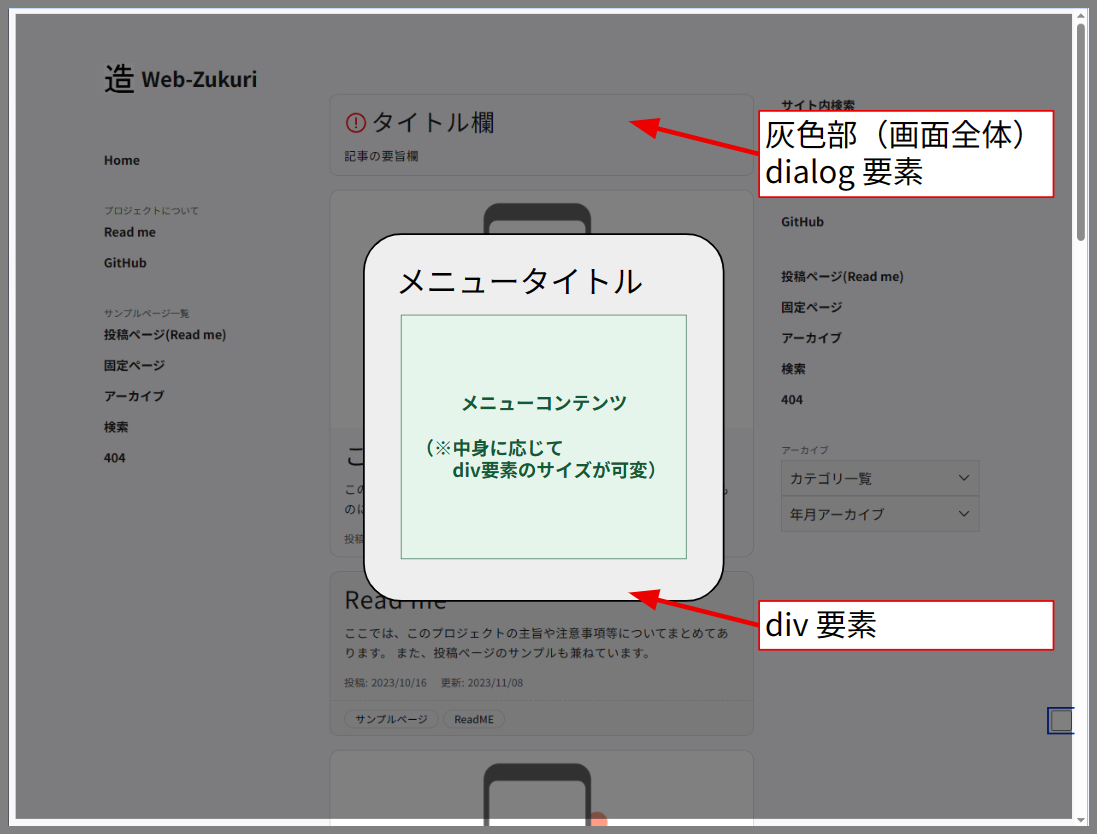 造 Web-Zukuri
Home
プロジェクトについて
Read me
GitHub
サンプルページ一覧
投稿ページ(Read me)
固定ページ
アーカイブ
検索
404
タイトル欄
記事の要旨欄
メニュータイトル
メニューコンテンツ
（※中身に応じて
div要素のサイズが可変）
こ
この
のに
投稿
Read me
ここでは、このプロジェクトの主旨や注意事項等についてまとめてあ
ります。 また、投稿ページのサンプルも兼ねています。
投稿: 2023/10/16 更新: 2023/11/08
サンプルページ ReadME
サイト内検索
灰色部（画面全体）
dialog 要素
GitHub
投稿ページ(Read me)
固定ページ
アーカイブ
検索
404
アーカイブ
カテゴリ一覧
年月アーカイブ
div 要素